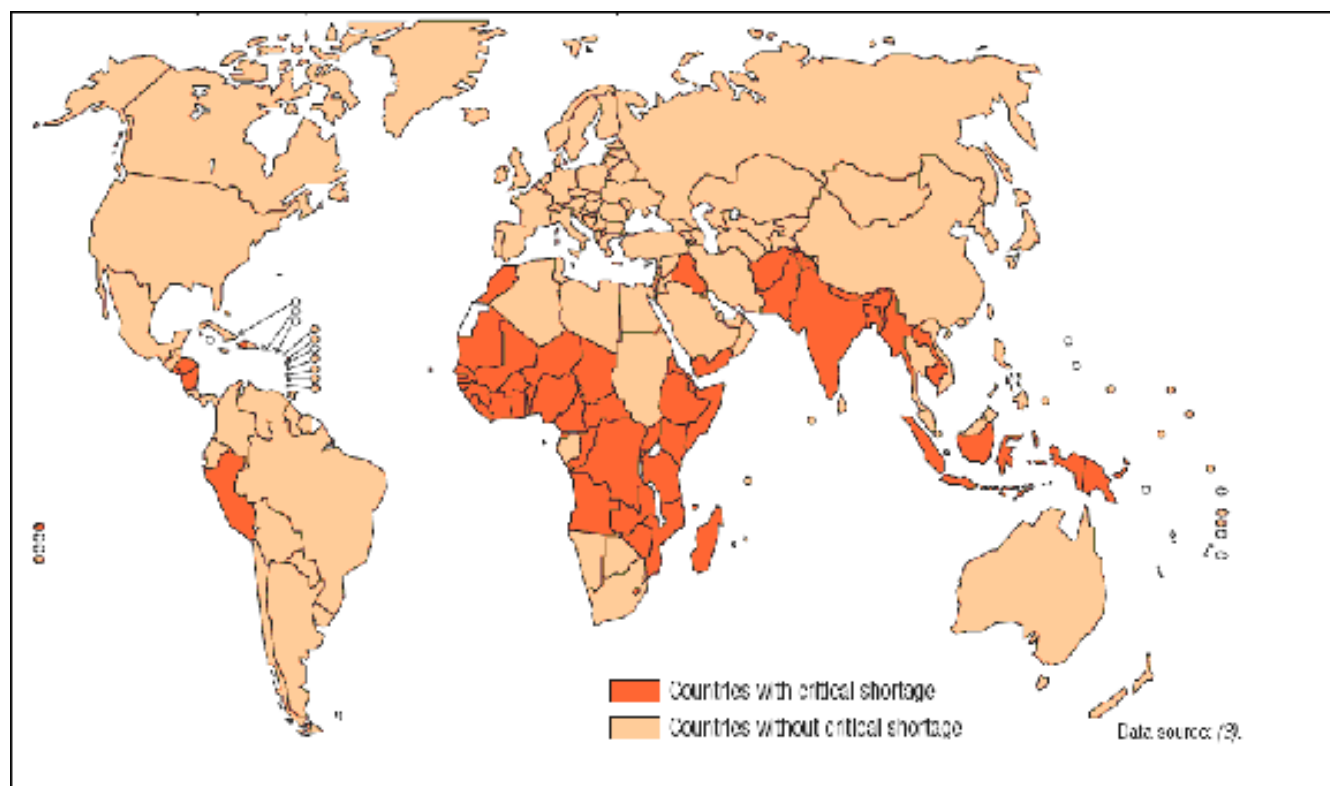 Countries with critical shortage
Countries without critical shortage
Data source: (3).